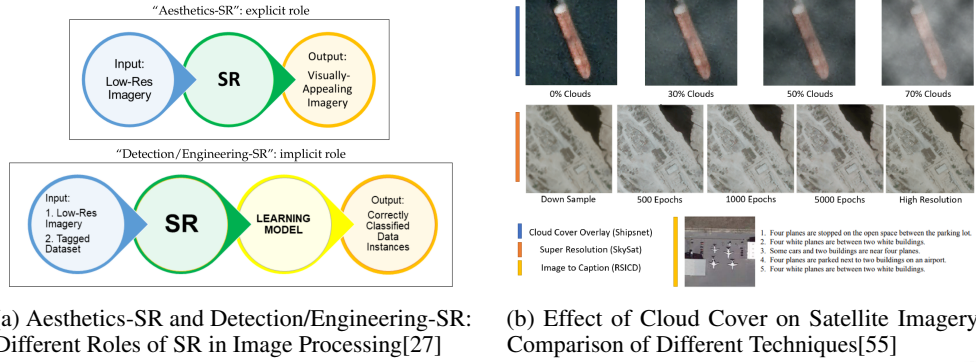 “Aesthetics-SR”: explicit role
Input:
Low-Res
Imagery
SR
Output:
Visually-
Appealing
Imagery
“Detection/Engineering-SR”: implicit role
Input:
1. Low-Res
Imagery
2. Tagged
Dataset
SR
LEARNING
MODEL
Output:
Correctly
Classified
Data
Instances
(a) Aesthetics-SR and Detection/Engineering-SR:
Different Roles of SR in Image Processing[27]
(b)
0% Clouds
30% Clouds
50% Clouds
70% Clouds
Down Sample
500 Epochs
1000 Epochs
5000 Epochs
High Resolution
Cloud Cover Overlay (Shipsnet)
Super Resolution (SkySat)
Image to Caption (RSICD)
1. Four planes are stopped on the open space between the parking lot.
2. Four white planes are between two white buildings.
3. Some cars and two buildings are near four planes.
4. Four planes are parked next to two buildings on an airport.
5. Four white planes are between two white buildings.
(b) Effect of Cloud Cover on Satellite Imagery
Comparison of Different Techniques[55]